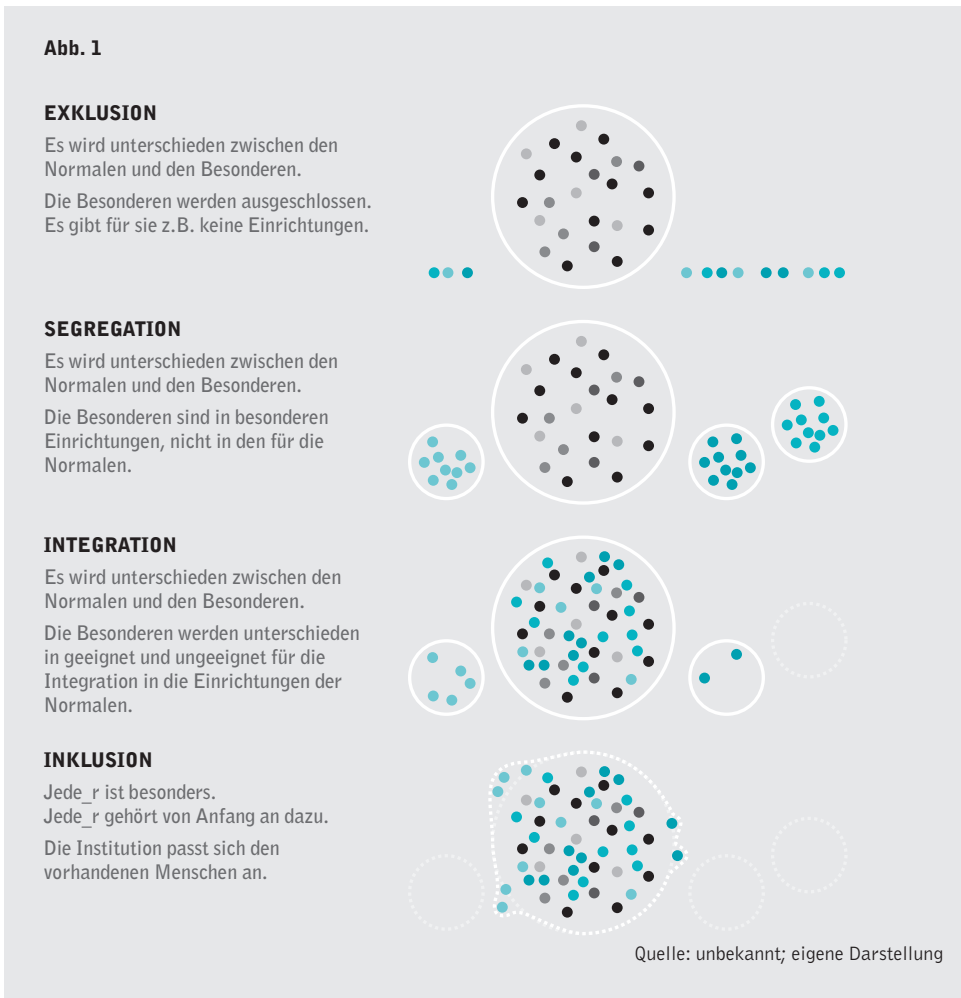 Abb. 1
EXKLUSION
Es wird unterschieden zwischen den
Normalen und den Besonderen.
Die Besonderen werden ausgeschlossen.
Es gibt für sie z.B. keine Einrichtungen.
SEGREGATION
Es wird unterschieden zwischen den
Normalen und den Besonderen.
Die Besonderen sind in besonderen
Einrichtungen, nicht in den für die
Normalen.
INTEGRATION
Es wird unterschieden zwischen den
Normalen und den Besonderen.
Die Besonderen werden unterschieden
in geeignet und ungeeignet für die
Integration in die Einrichtungen der
Normalen.
INKLUSION
Jede_r ist besonders.
Jede_r gehört von Anfang an dazu.
Die Institution passt sich den
vorhandenen Menschen an.
Quelle: unbekannt; eigene Darstellung